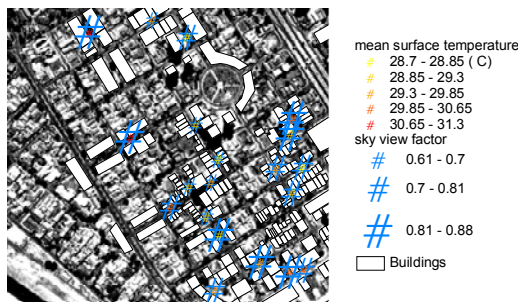 mean surface temperature
28.7 - 28.85 ( C)
28.85 - 29.3
29.3 - 29.85
29.85 - 30.65
30.65 - 31.3
sky view factor
0.61 - 0.7
0.7 - 0.81
0.81 - 0.88
Buildings